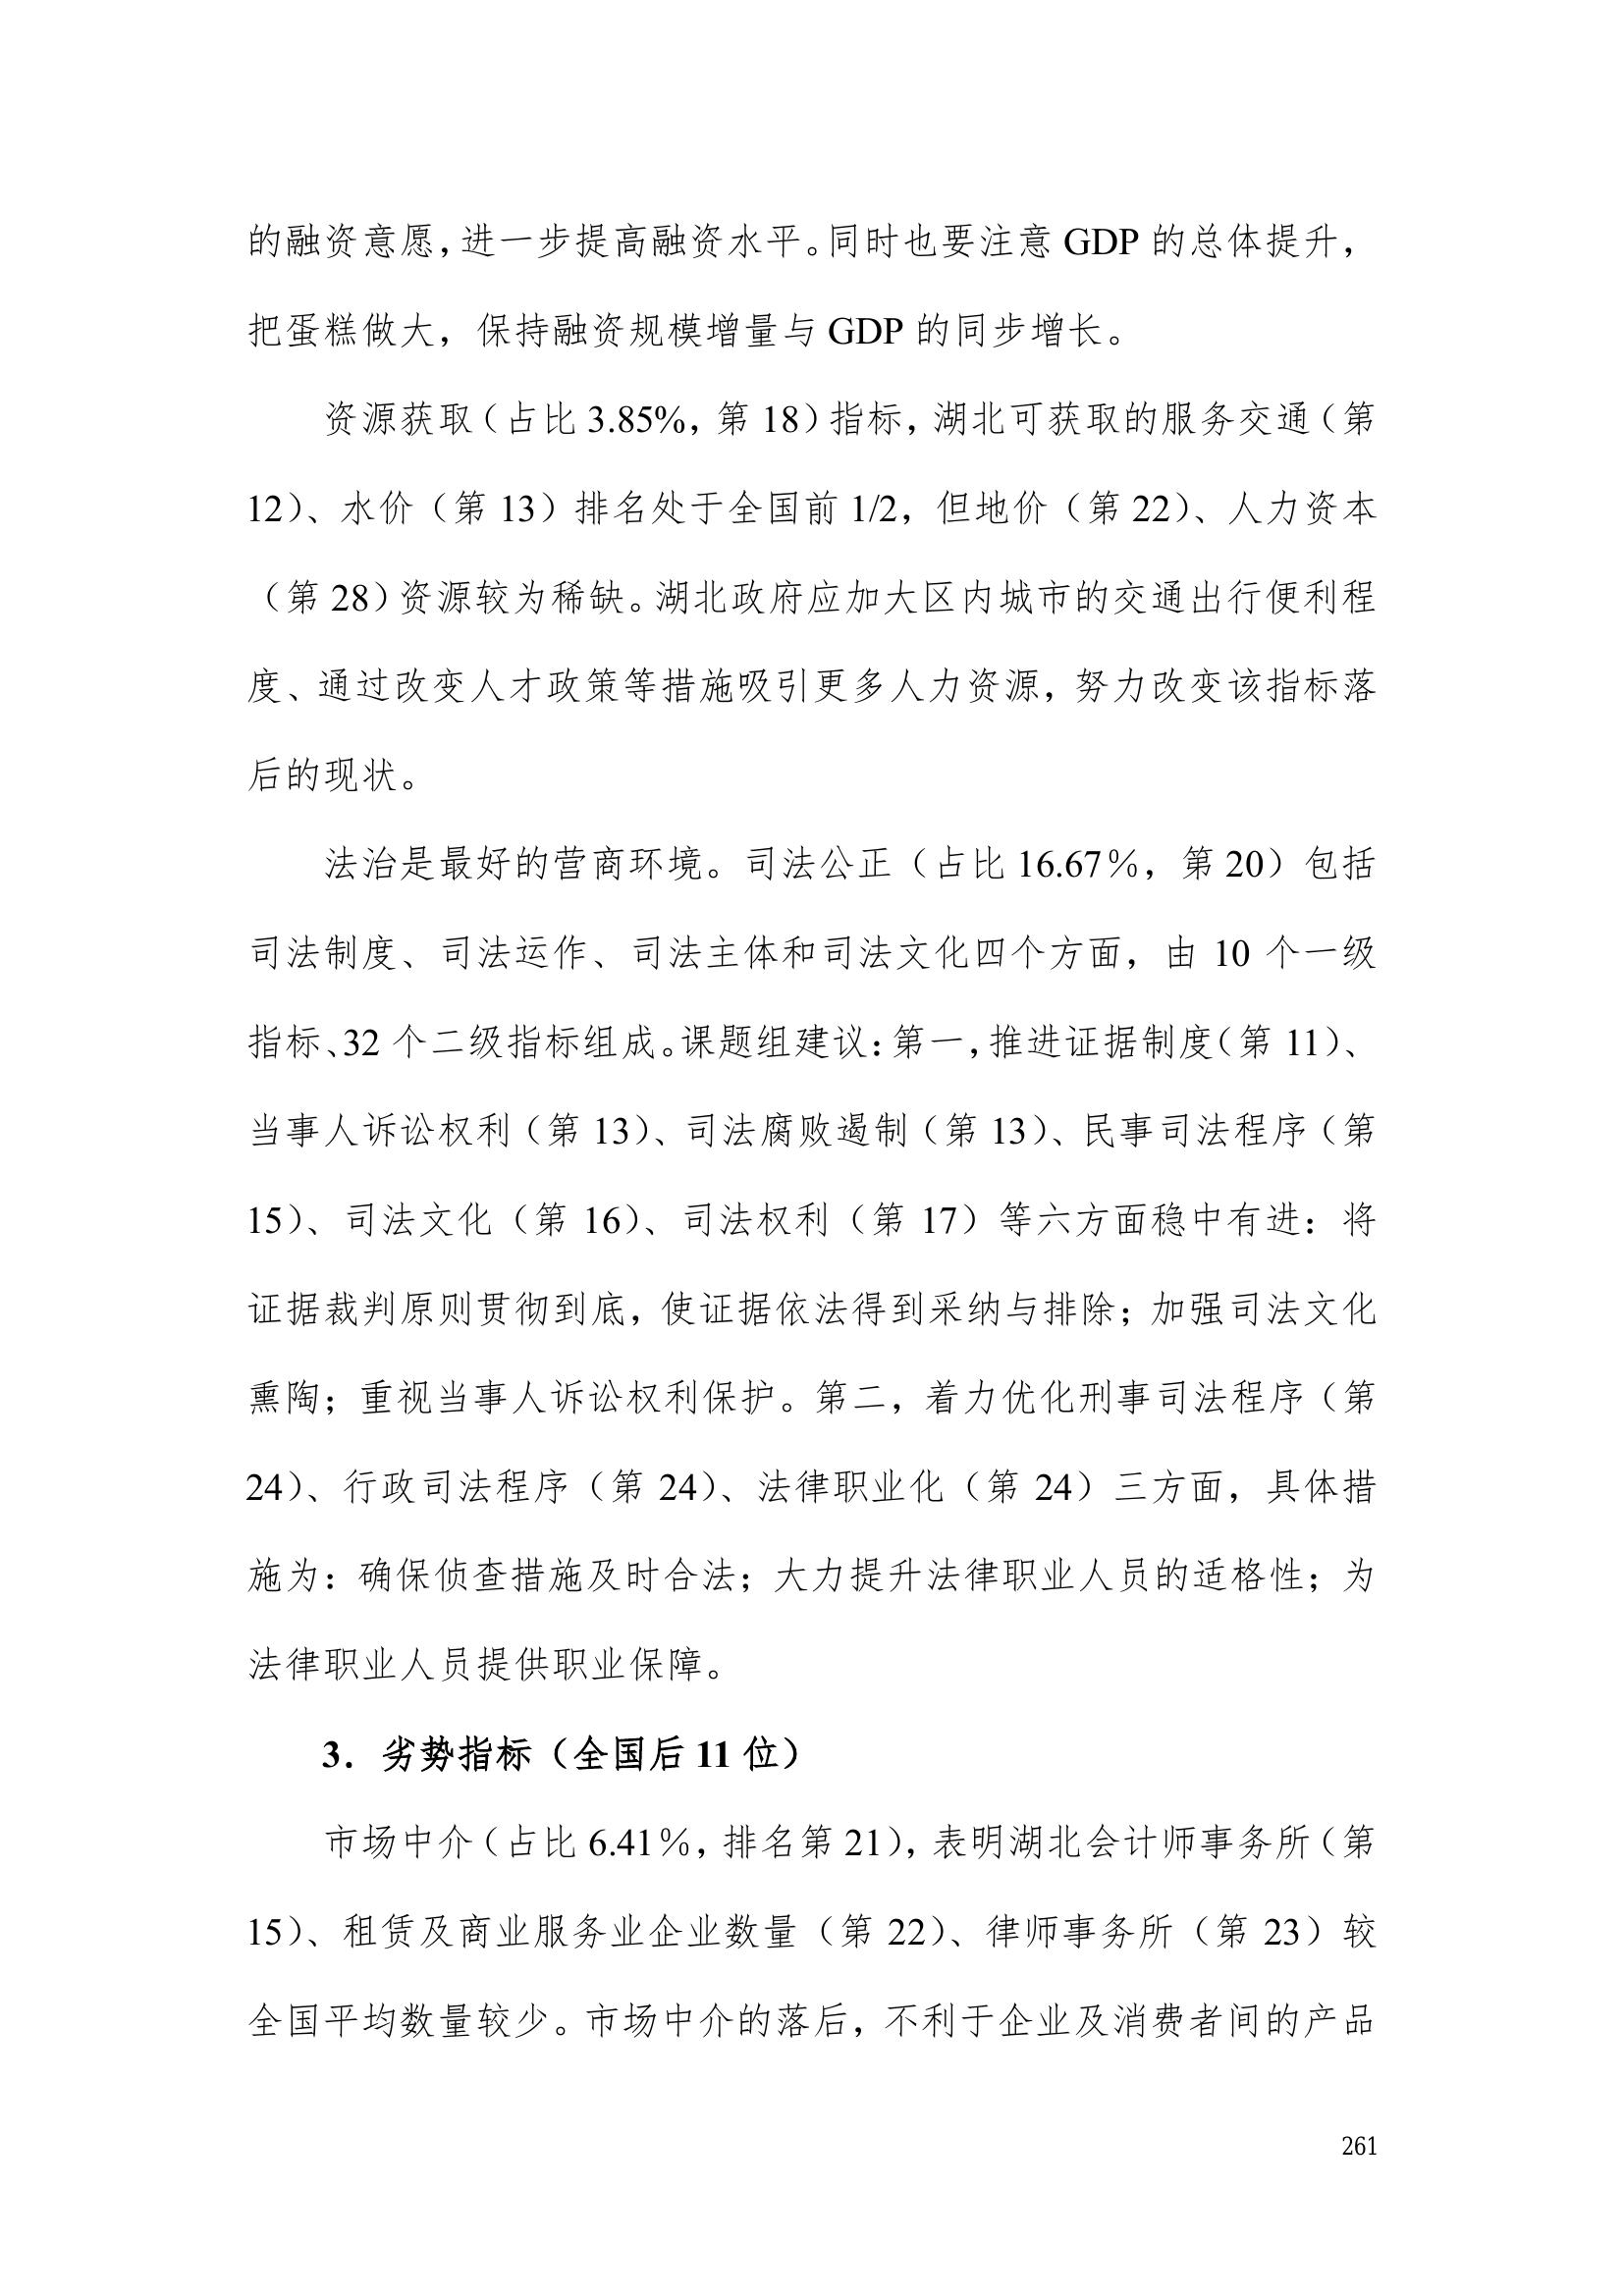 的融资意愿，进一步提高融资水平。同时也要注意 GDP 的总体提升，
把蛋糕做大，保持融资规模增量与 GDP 的同步增长。
资源获取（占比 3.85%，第 18）指标，湖北可获取的服务交通（第
12）、水价（第 13）排名处于全国前 1/2，但地价（第 22）、人力资本
（第 28）资源较为稀缺。湖北政府应加大区内城市的交通出行便利程
度、通过改变人才政策等措施吸引更多人力资源，努力改变该指标落
后的现状。
法治是最好的营商环境。司法公正（占比 16.67％，第 20）包括
司法制度、司法运作、司法主体和司法文化四个方面，由 10 个一级
指标、32 个二级指标组成。课题组建议：第一，推进证据制度（第 11）、
当事人诉讼权利（第 13）、司法腐败遏制（第 13）、民事司法程序（第
15）、司法文化（第 16）、司法权利（第 17）等六方面稳中有进：将
证据裁判原则贯彻到底，使证据依法得到采纳与排除；加强司法文化
熏陶；重视当事人诉讼权利保护。第二，着力优化刑事司法程序（第
24）、行政司法程序（第 24）、法律职业化（第 24）三方面，具体措
施为：确保侦查措施及时合法；大力提升法律职业人员的适格性；为
法律职业人员提供职业保障。
3．劣势指标（全国后 11 位）
市场中介（占比 6.41％，排名第 21），表明湖北会计师事务所（第
15）、租赁及商业服务业企业数量（第 22）、律师事务所（第 23）较
全国平均数量较少。市场中介的落后，不利于企业及消费者间的产品
261